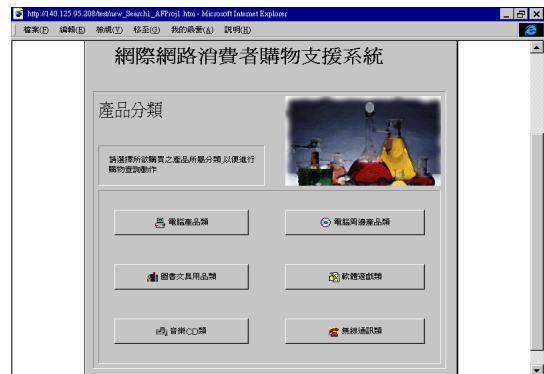 http://140.125.95.208/test/new_Search1_AFProj1.htm - Microsoft Internet Explorer
檔案(F) 編輯(E) 檢視(V) 移至(G) 我的最愛(A) 說明(H)
網際網路消費者購物支援系統
產品分類
請選擇所欲購買之產品所屬分類,以便進行
購物查詢動作
電腦產品類 電腦周邊產品類
圖書文具用品類 軟體遊戲類
音樂CD類 無線通訊類